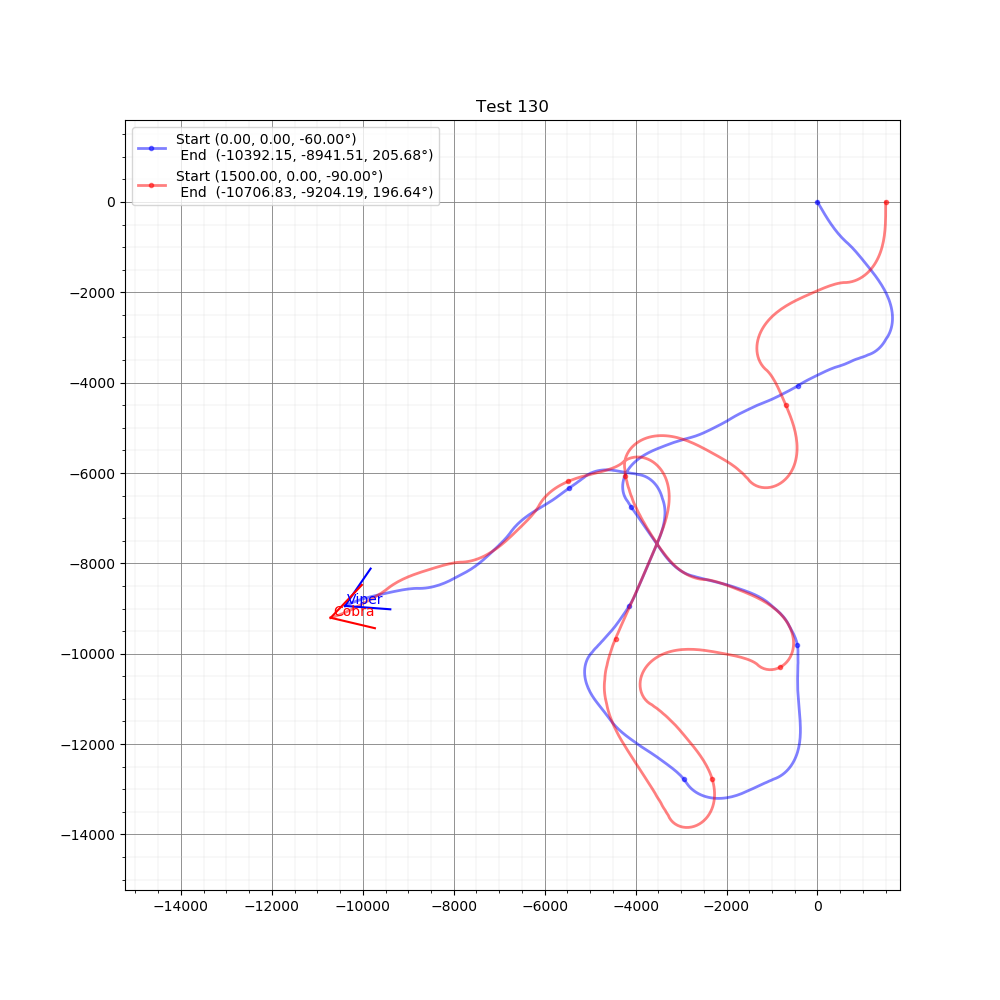 Test 130
Start (0.00, 0.00, -60.00°)
End (-10392.15, -8941.51, 205.68°)
Start (1500.00, 0.00, -90.00°)
End (-10706.83, -9204.19, 196.64°)
0
−2000
−4000
−6000
−8000
−10000
−12000
−14000
Viper
Cobra
−14000 −12000 −10000 −8000 −6000 −4000 −2000 0